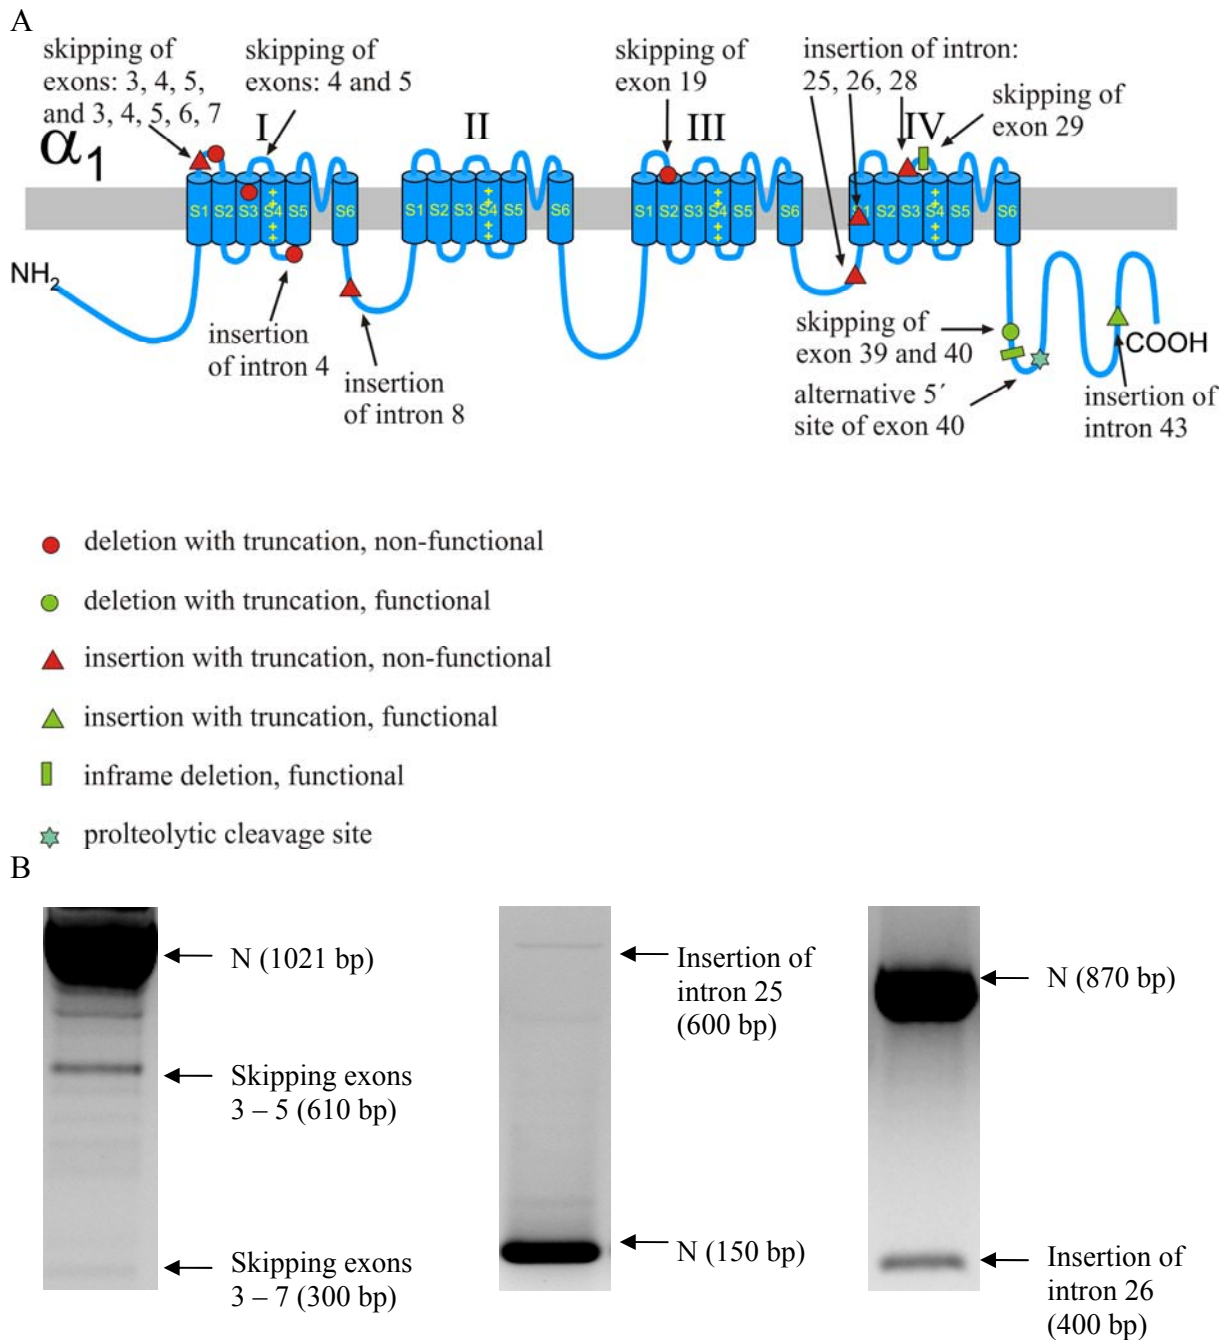 A
skipping of
exons: 3, 4, 5,
and 3, 4, 5, 6, 7
skipping of
exons: 4 and 5
skipping of
exon 19
insertion of intron:
25, 26, 28
skipping of
exon 29
α1
I
II
III
IV
S1 S2 S3 S4 S5 S6
S1 S2 S3 S4 S5 S6
S1 S2 S3 S4 S5 S6
S1 S2 S3 S4 S5 S6
+ + + +
+ + + +
+ + + +
+ + + +
NH2
insertion
of intron 4
insertion
of intron 8
skipping of
exon 39 and 40
alternative 5´
site of exon 40
COOH
insertion of
intron 43
deletion with truncation, non-functional
deletion with truncation, functional
insertion with truncation, non-functional
insertion with truncation, functional
inframe deletion, functional
prolteolytic cleavage site
B
N (1021 bp)
Skipping exons
3 – 5 (610 bp)
Skipping exons
3 – 7 (300 bp)
Insertion of
intron 25
(600 bp)
N (150 bp)
N (870 bp)
Insertion of
intron 26
(400 bp)